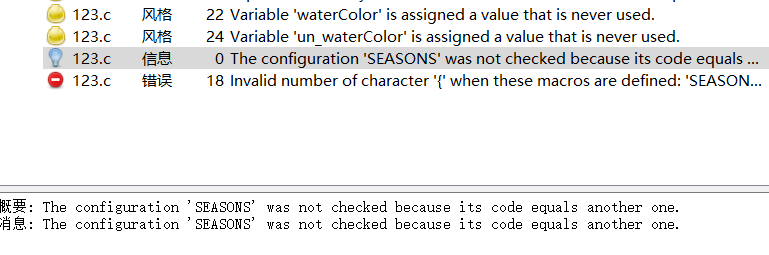 123.c 风格 22 Variable 'waterColor' is assigned a value that is never used.
123.c 风格 24 Variable 'un_waterColor' is assigned a value that is never used.
123.c 信息 0 The configuration 'SEASONS' was not checked because its code equals ...
123.c 错误 18 Invalid number of character '{' when these macros are defined: 'SEASON...
概要: The configuration 'SEASONS' was not checked because its code equals another one.
消息: The configuration 'SEASONS' was not checked because its code equals another one.